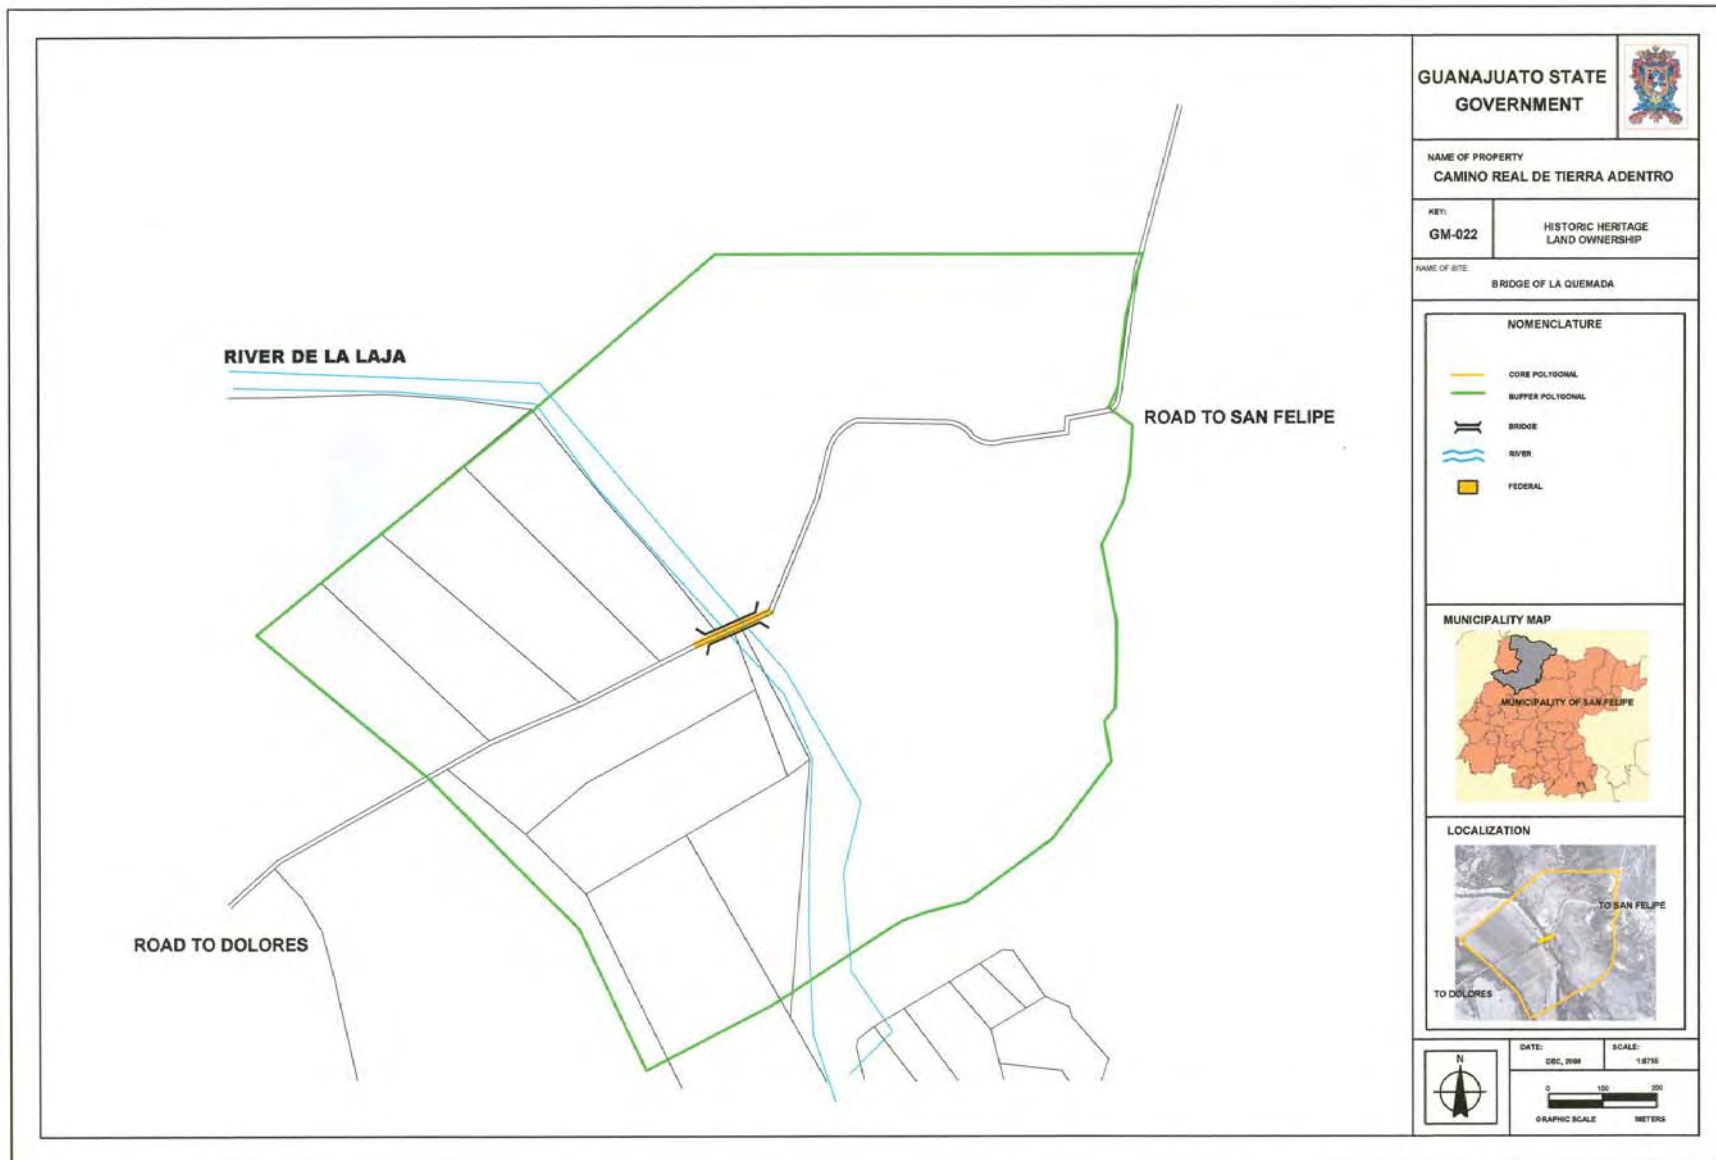 RIVER DE LA LAJA
ROAD TO SAN FELIPE
ROAD TO DOLORES
GUANAJUATO STATE
GOVERNMENT
NAME OF PROPERTY
CAMINO REAL DE TIERRA ADENTRO
KEY:
GM-022
HISTORIC HERITAGE
LAND OWNERSHIP
NAME OF SITE
BRIDGE OF LA QUEMADA
NOMENCLATURE
CORE POLYGONAL
BUFFER POLYGONAL
BRIDGE
RIVER
FEDERAL
MUNICIPALITY MAP
MUNICIPALITY OF SAN FELIPE
LOCALIZATION
TO SAN FELIPE
TO DOLORES
N
DATE:
DEC, 2008
SCALE:
0 100 200
GRAPHIC SCALE METERS